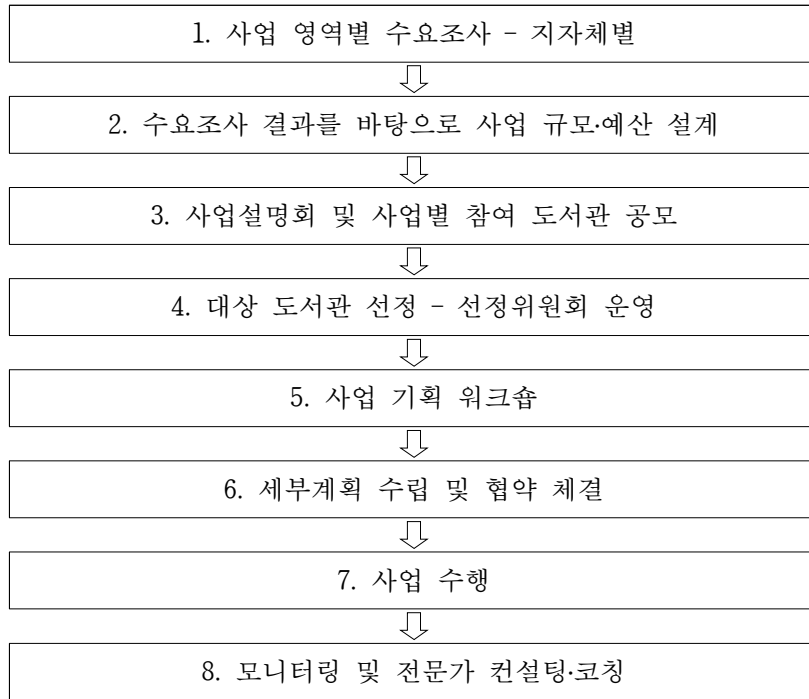 1. 사업 영역별 수요조사 - 지자체별
2. 수요조사 결과를 바탕으로 사업 규모·예산 설계
3. 사업설명회 및 사업별 참여 도서관 공모
4. 대상 도서관 선정 - 선정위원회 운영
5. 사업 기획 워크숍
6. 세부계획 수립 및 협약 체결
7. 사업 수행
8. 모니터링 및 전문가 컨설팅·코칭